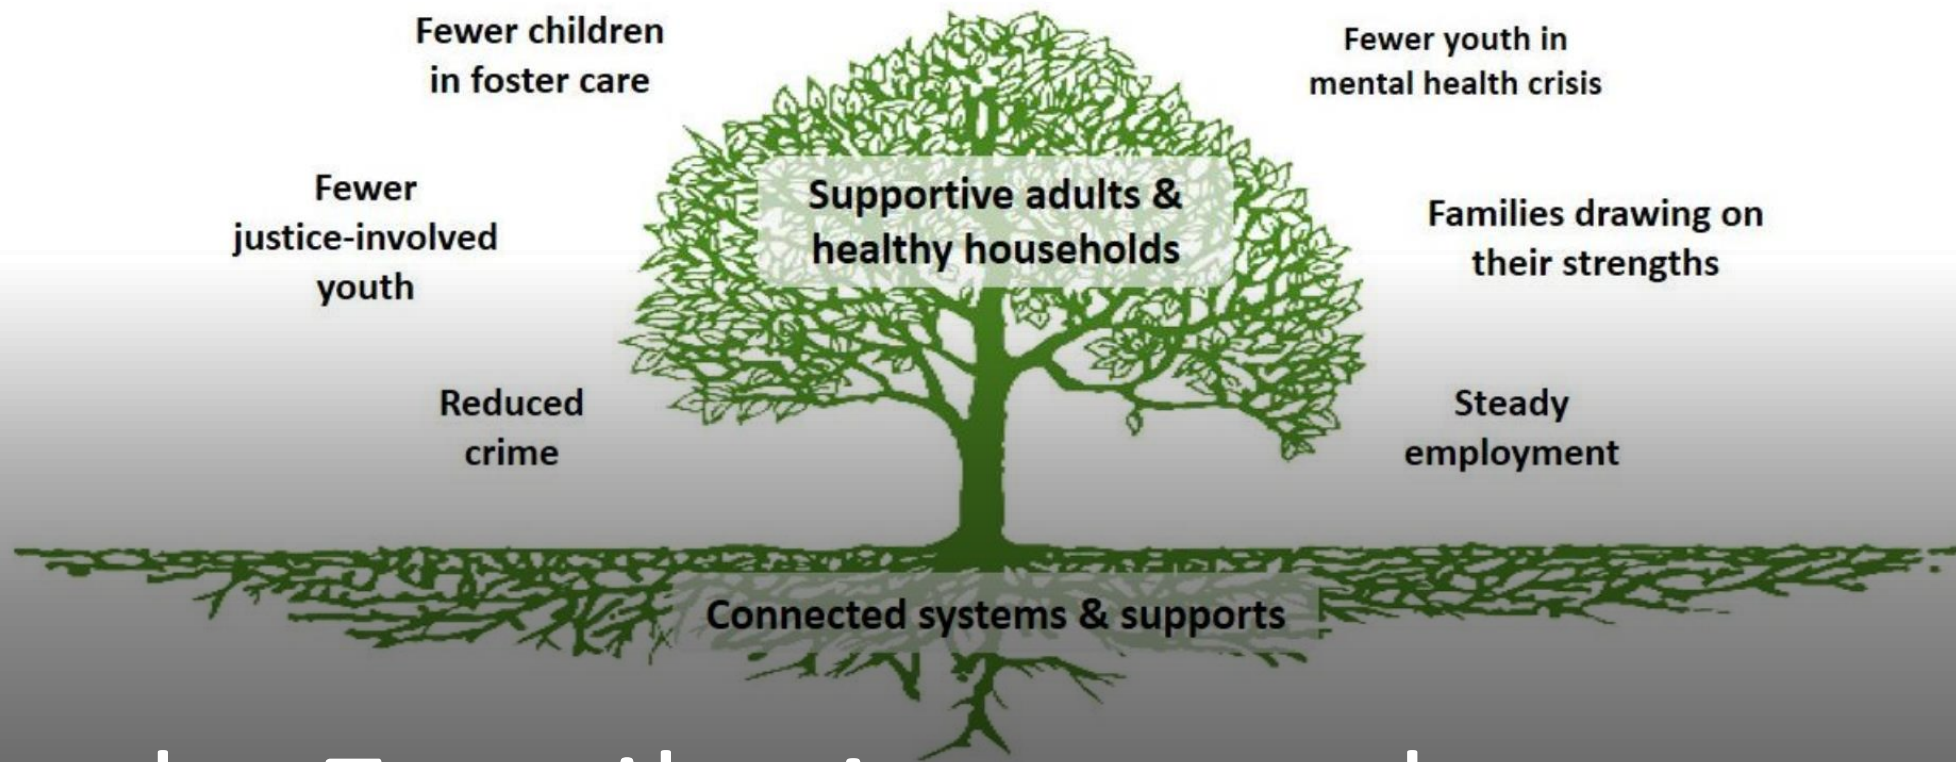 Fewer children
in foster care
Fewer youth in
mental health crisis
Fewer
justice-involved
youth
Supportive adults &
healthy households
Families drawing on
their strengths
Reduced
crime
Steady
employment
Connected systems & supports